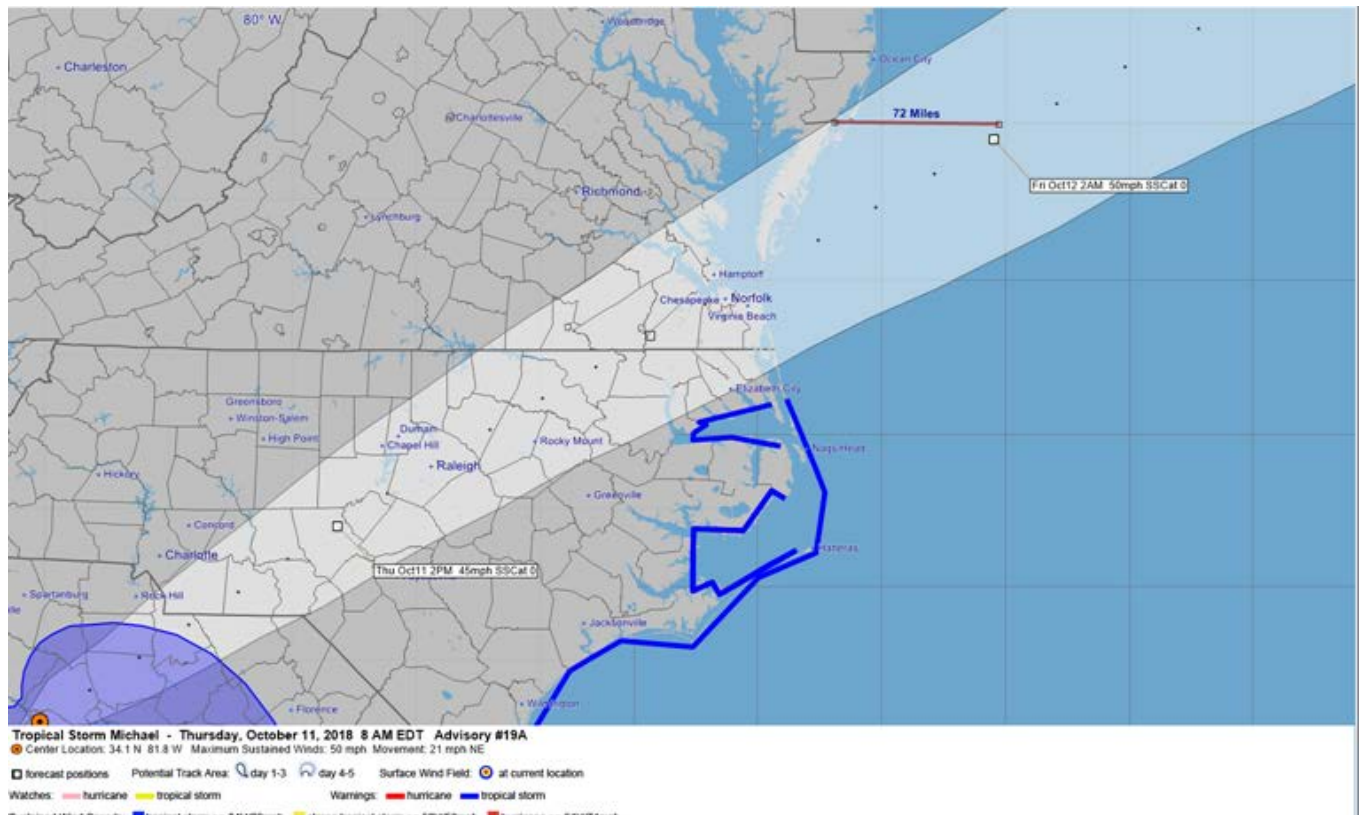 80° W
Woodbridge
Charleston
Ocean City
Charlottesville
72 Miles
Richmond
Fri Oct12 2AM 50mph SSCat 0
Lynchburg
Hampton
Chesapeake
Norfolk
Virginia Beach
Elizabeth City
Greensboro
Winston-Salem
Durham
High Point
Chapel Hill
Rocky Mount
Nags Head
Raleigh
Hickory
Greenville
Concord
Charlotte
Hatteras
Thu Oct11 2PM 45mph SSCat 0
Spartanburg
Rock Hill
Jacksonville
Wilmington
Florence
Tropical Storm Michael - Thursday, October 11, 2018 8 AM EDT Advisory #19A
Center Location: 34.1 N 81.8 W Maximum Sustained Winds: 50 mph Movement: 21 mph NE
forecast positions Potential Track Area: day 1-3 day 4-5 Surface Wind Field: at current location
Watches: hurricane tropical storm Warnings: hurricane tropical storm